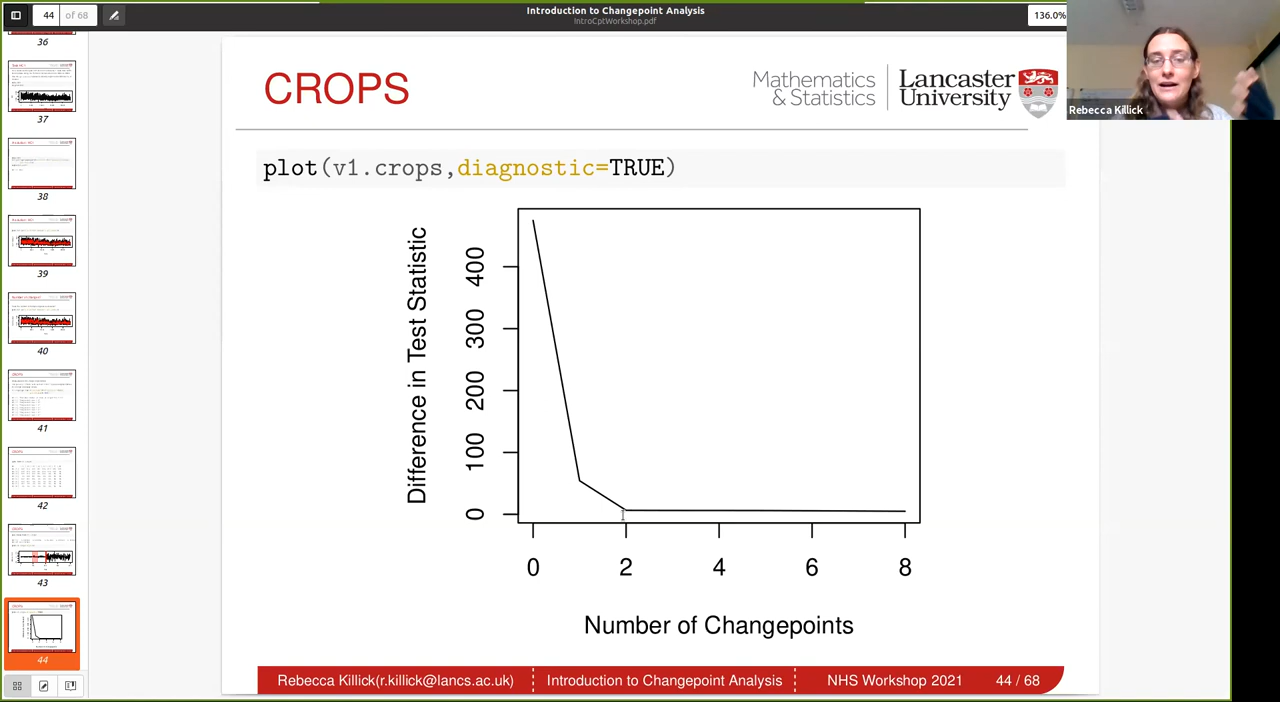 44 of 68
Introduction to Changepoint Analysis
IntroCptWorkshop.pdf
136.0%
Rebecca Killick
36
37
38
39
40
41
42
43
44
CROPS
Mathematics
& Statistics
Lancaster
University
plot(v1.crops,diagnostic=TRUE)
Difference in Test Statistic
400
300
200
100
0
0 2 4 6 8
Number of Changepoints
Rebecca Killick(r.killick@lancs.ac.uk) Introduction to Changepoint Analysis NHS Workshop 2021 44 / 68